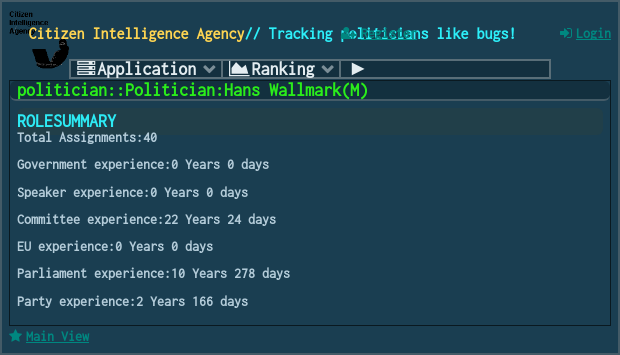 Citizen
Intelligence
Agency
Citizen Intelligence Agency// Tracking politicians like bugs!
Register
Login
Application
Ranking
politician::Politician:Hans Wallmark(M)
ROLESUMMARY
Total Assignments:40
Government experience:0 Years 0 days
Speaker experience:0 Years 0 days
Committee experience:22 Years 24 days
EU experience:0 Years 0 days
Parliament experience:10 Years 278 days
Party experience:2 Years 166 days
Main View